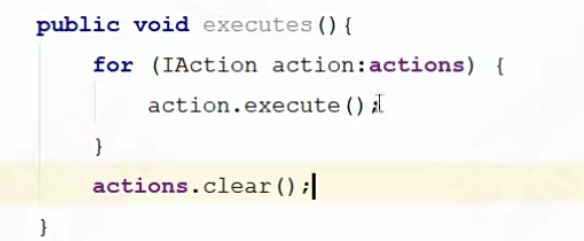 public void executes(){
    for (IAction action:actions) {
        action.execute();
    }
    actions.clear();
}